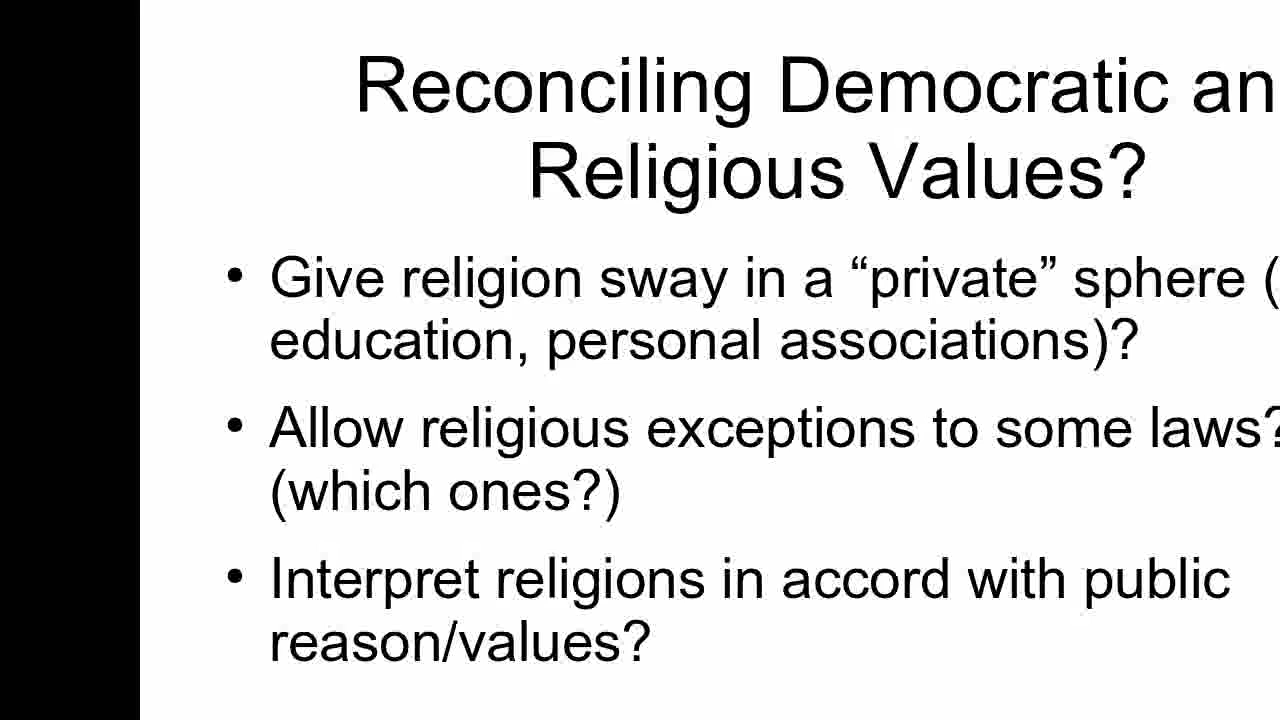 Reconciling Democratic an
Religious Values?
• Give religion sway in a “private” sphere (
education, personal associations)?
• Allow religious exceptions to some laws?
(which ones?)
• Interpret religions in accord with public
reason/values?